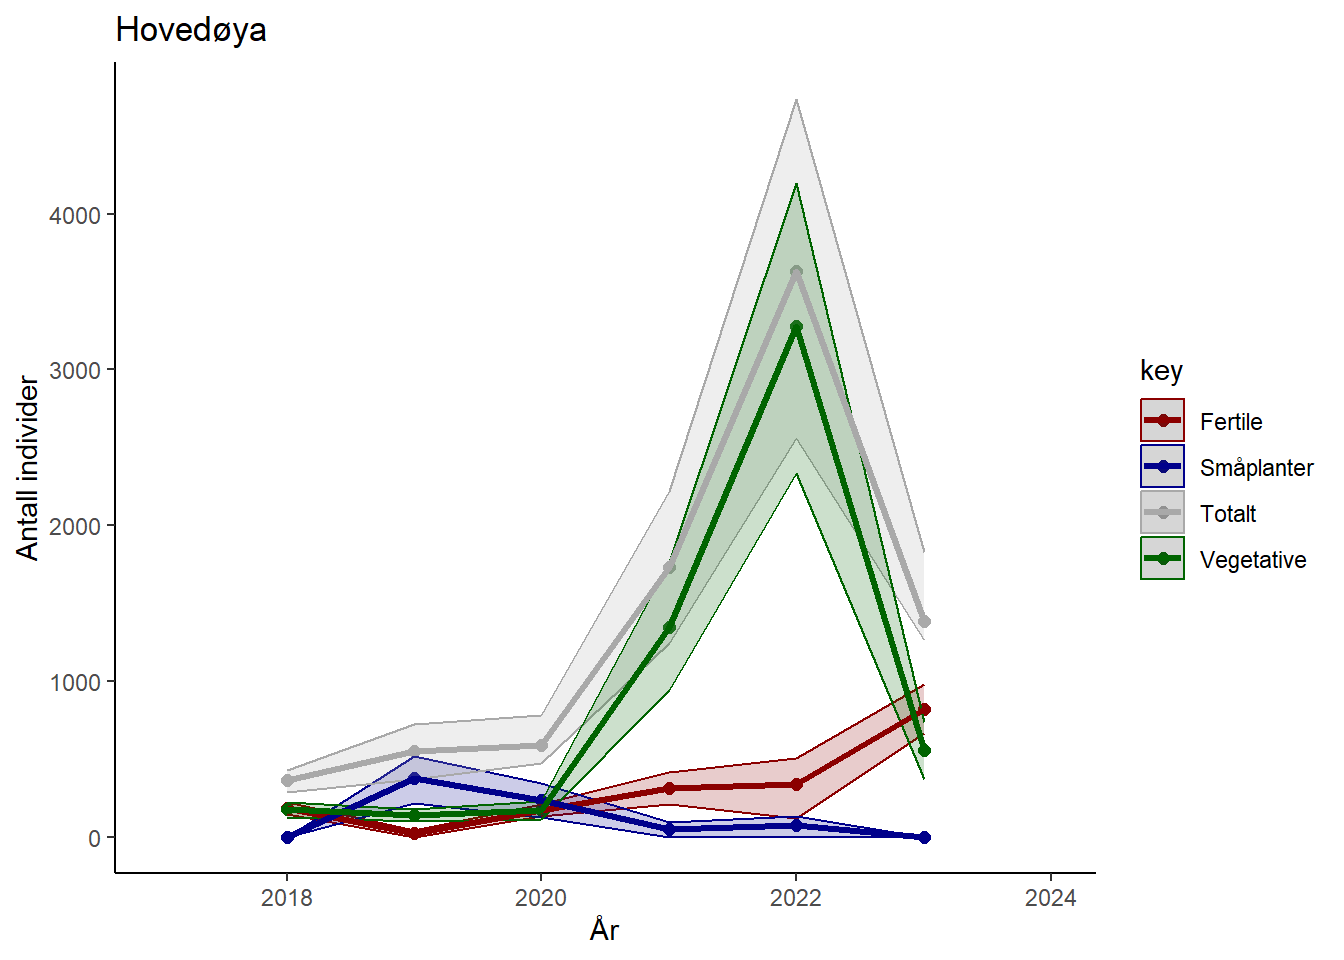 Hovedøya
Antall individer
4000
3000
2000
1000
0
2018
2020
2022
2024
År
key
Fertile
Småplanter
Totalt
Vegetative